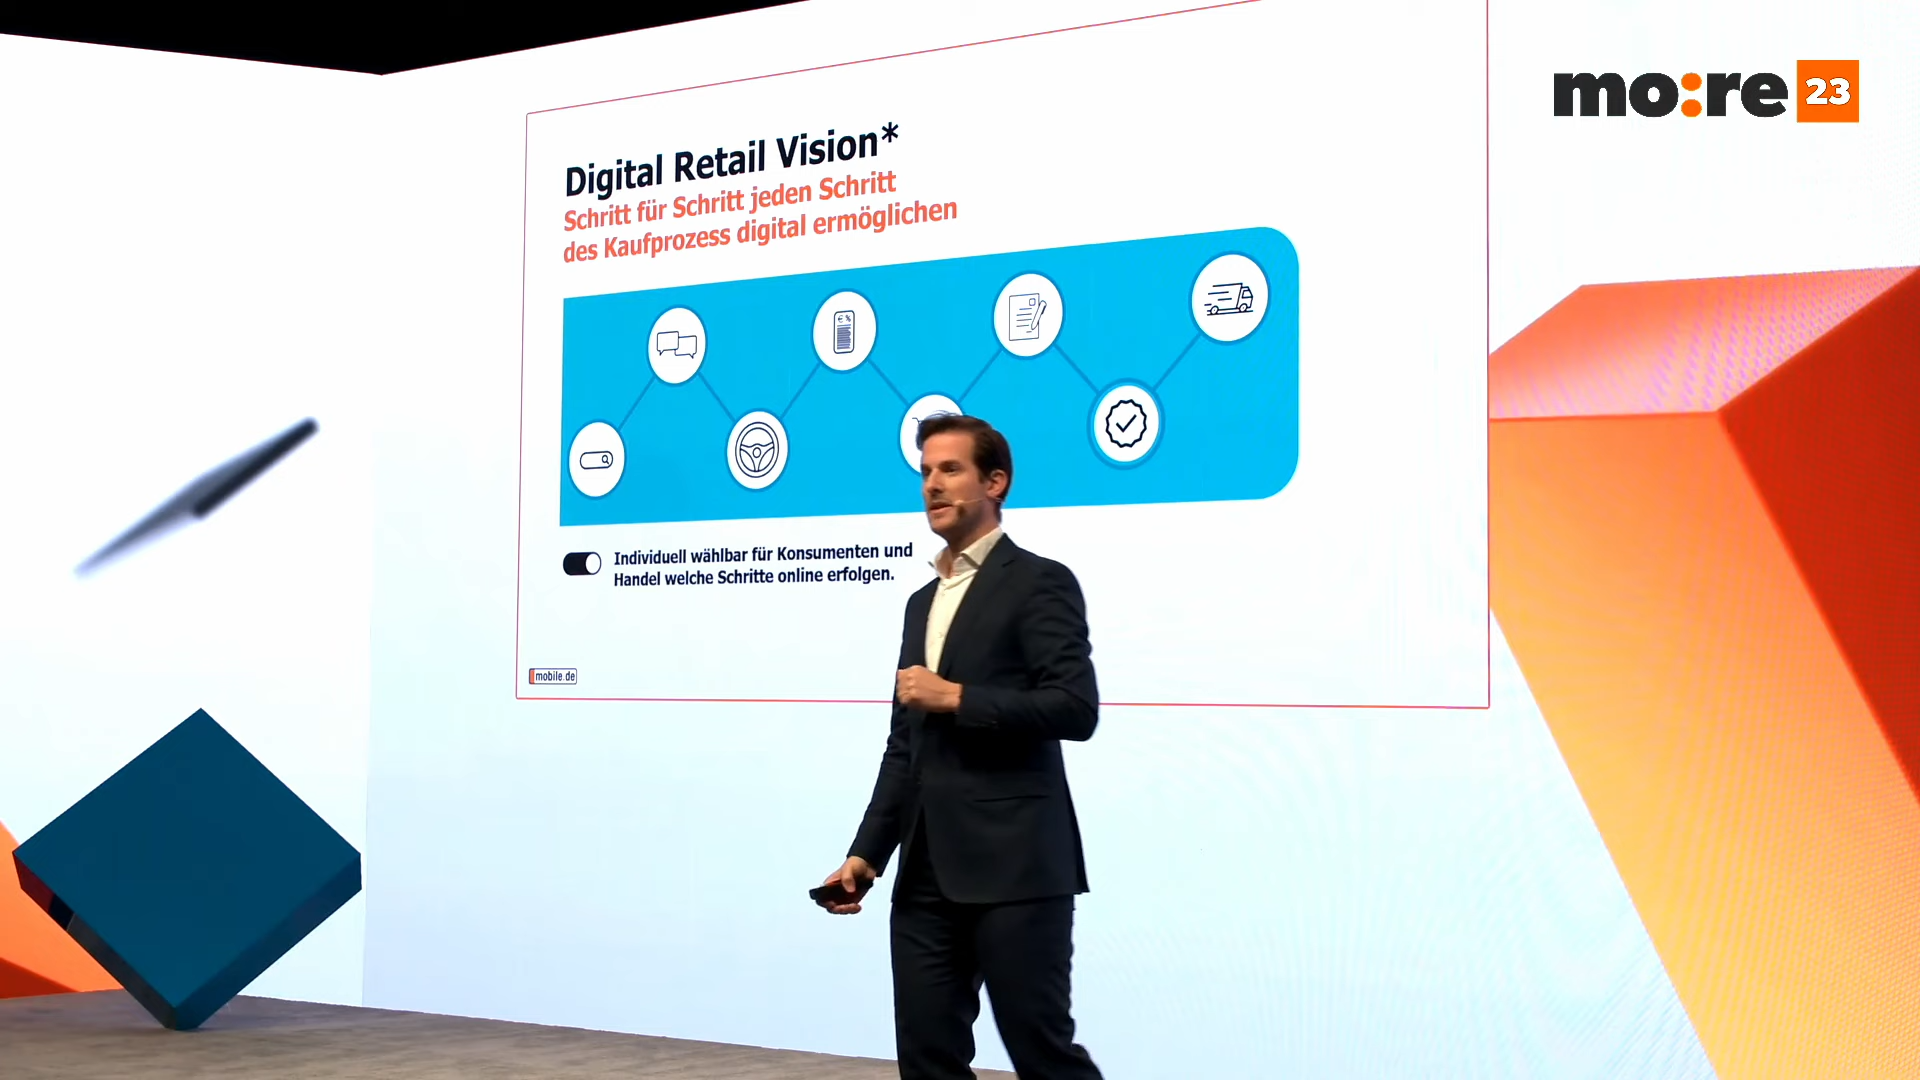 mo:re 23
Digital Retail Vision*
Schritt für Schritt jeden Schritt
des Kaufprozess digital ermöglichen
€ %
Individuell wählbar für Konsumenten und
Handel welche Schritte online erfolgen.
mobile.de